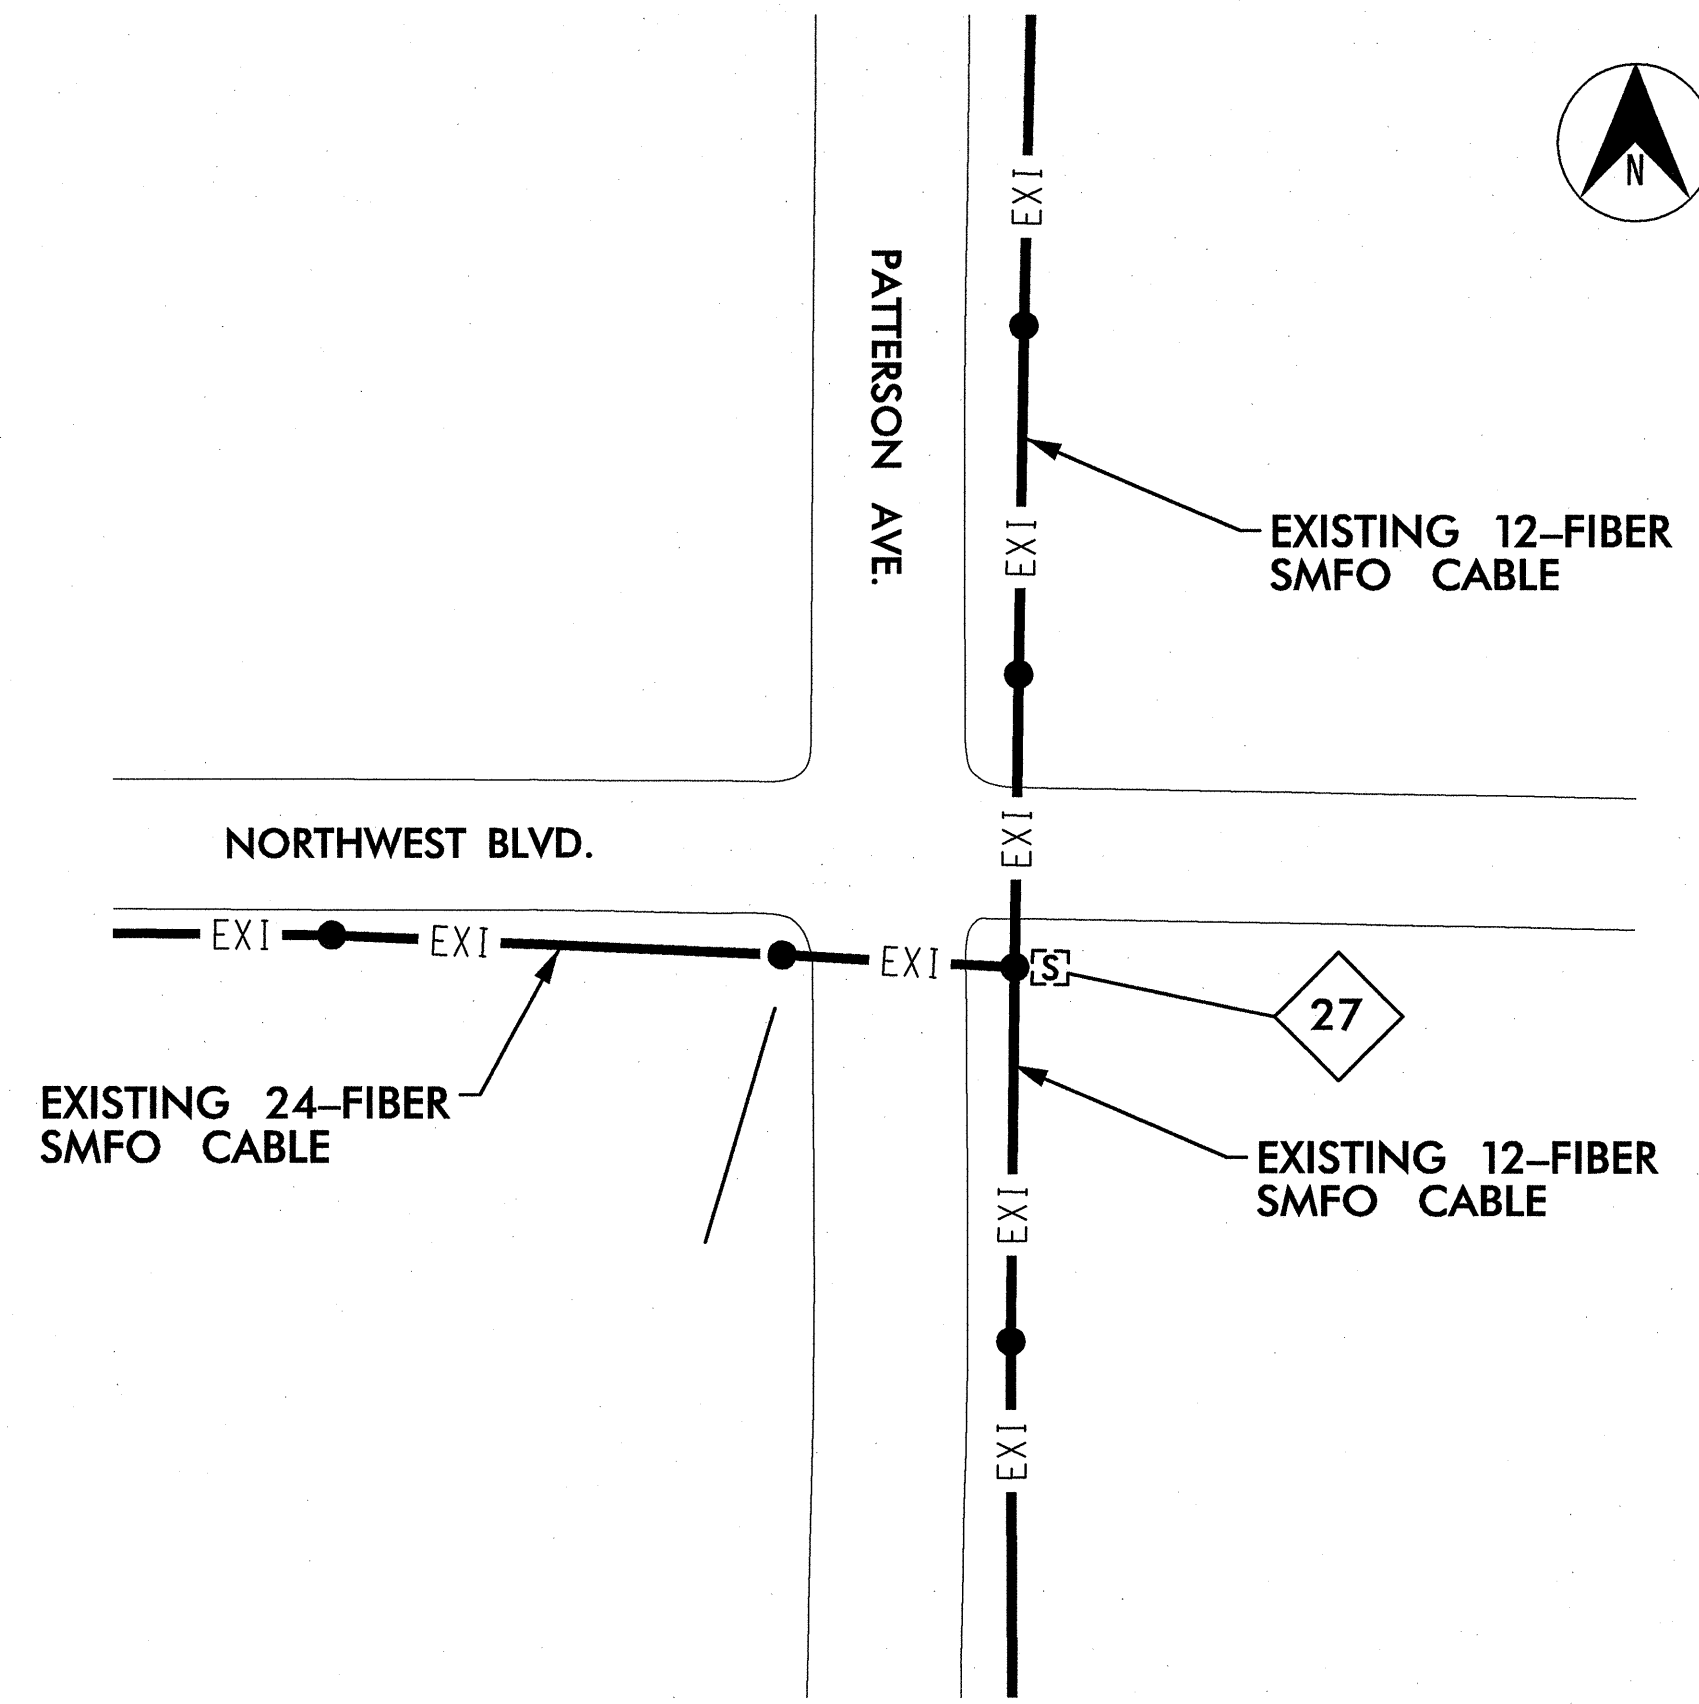 N
EXI
PATTERSON AVE.
EXISTING 12-FIBER
SMFO CABLE
EXI
NORTHWEST BLVD.
EXI
EXI
EXI
EXI
S
27
EXISTING 24-FIBER
SMFO CABLE
EXISTING 12-FIBER
SMFO CABLE
EXI
EXI